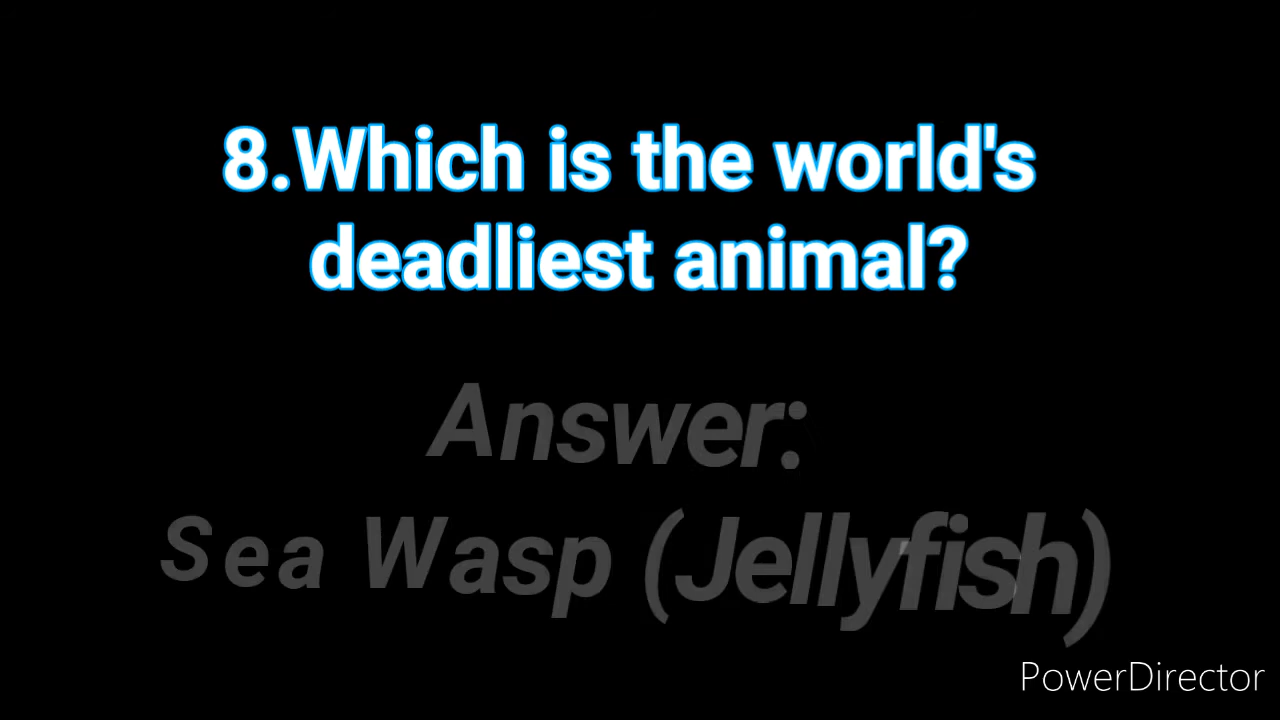 8.Which is the world's
deadliest animal?
Answer:
Sea Wasp (Jellyfish)
PowerDirector